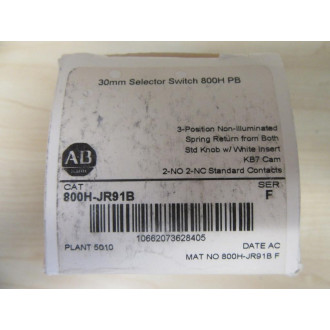 30mm Selector Switch 800H PB
3-Position Non-Illuminated
Spring Return from Both
Std Knob w/ White Insert
KB7 Cam
2-NO 2-NC Standard Contacts
AB
CAT
SER
800H-JR91B
F
10662073628405
PLANT 5010
DATE AC
MAT NO 800H-JR91B F